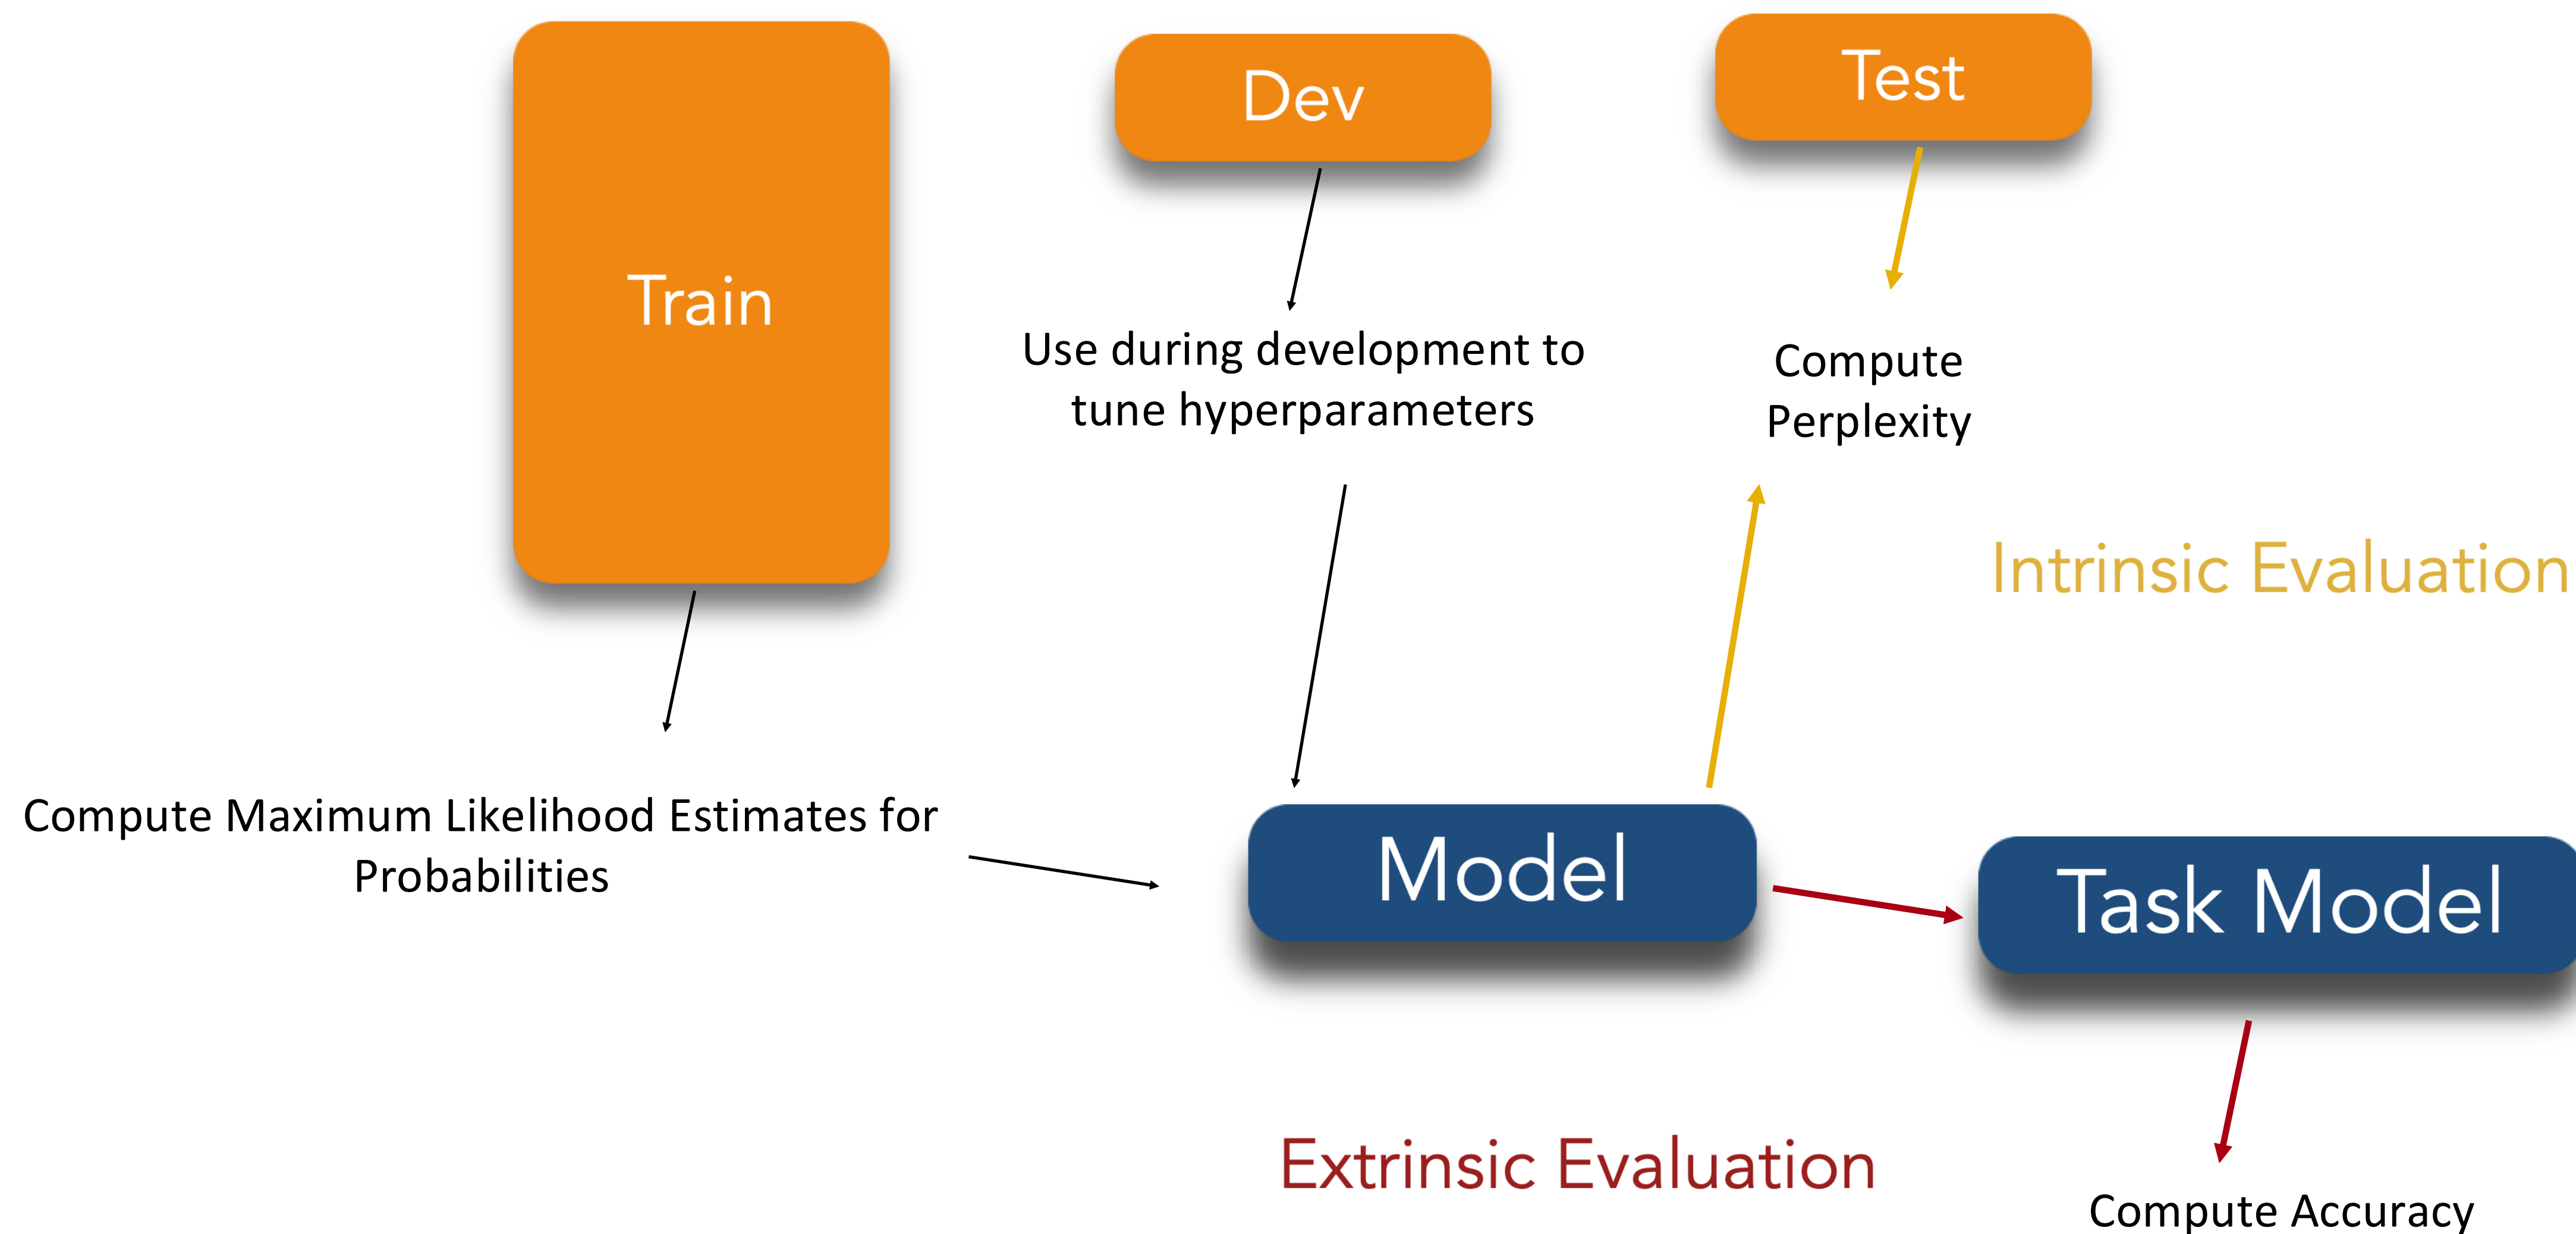 Train
Dev
Test
Use during development to
tune hyperparameters
Compute
Perplexity
Intrinsic Evaluation
Compute Maximum Likelihood Estimates for
Probabilities
Model
Task Model
Extrinsic Evaluation
Compute Accuracy